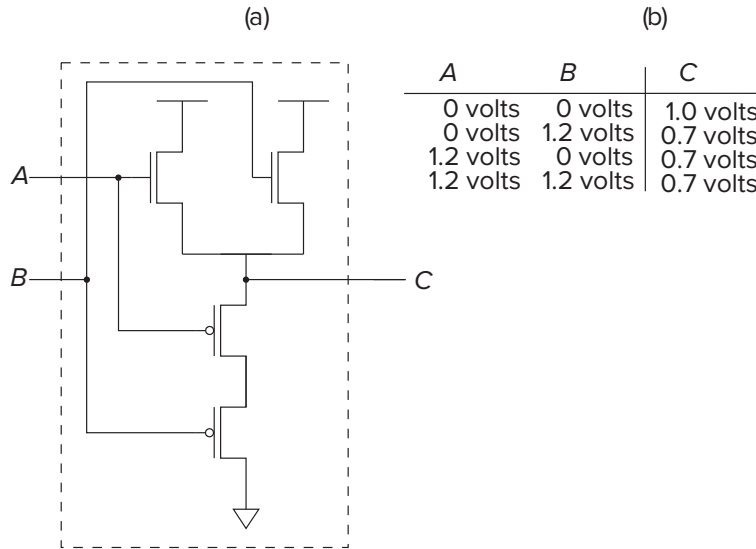 (a)
(b)
A B C
0 volts 0 volts 1.0 volts
0 volts 1.2 volts 0.7 volts
1.2 volts 0 volts 0.7 volts
1.2 volts 1.2 volts 0.7 volts
A
B
C